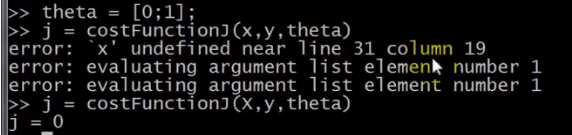 >> theta = [0;1];
>> j = costFunctionJ(x,y,theta)
error: `x' undefined near line 31 column 19
error: evaluating argument list element number 1
error: evaluating argument list element number 1
>> j = costFunctionJ(X,y,theta)
j = 0